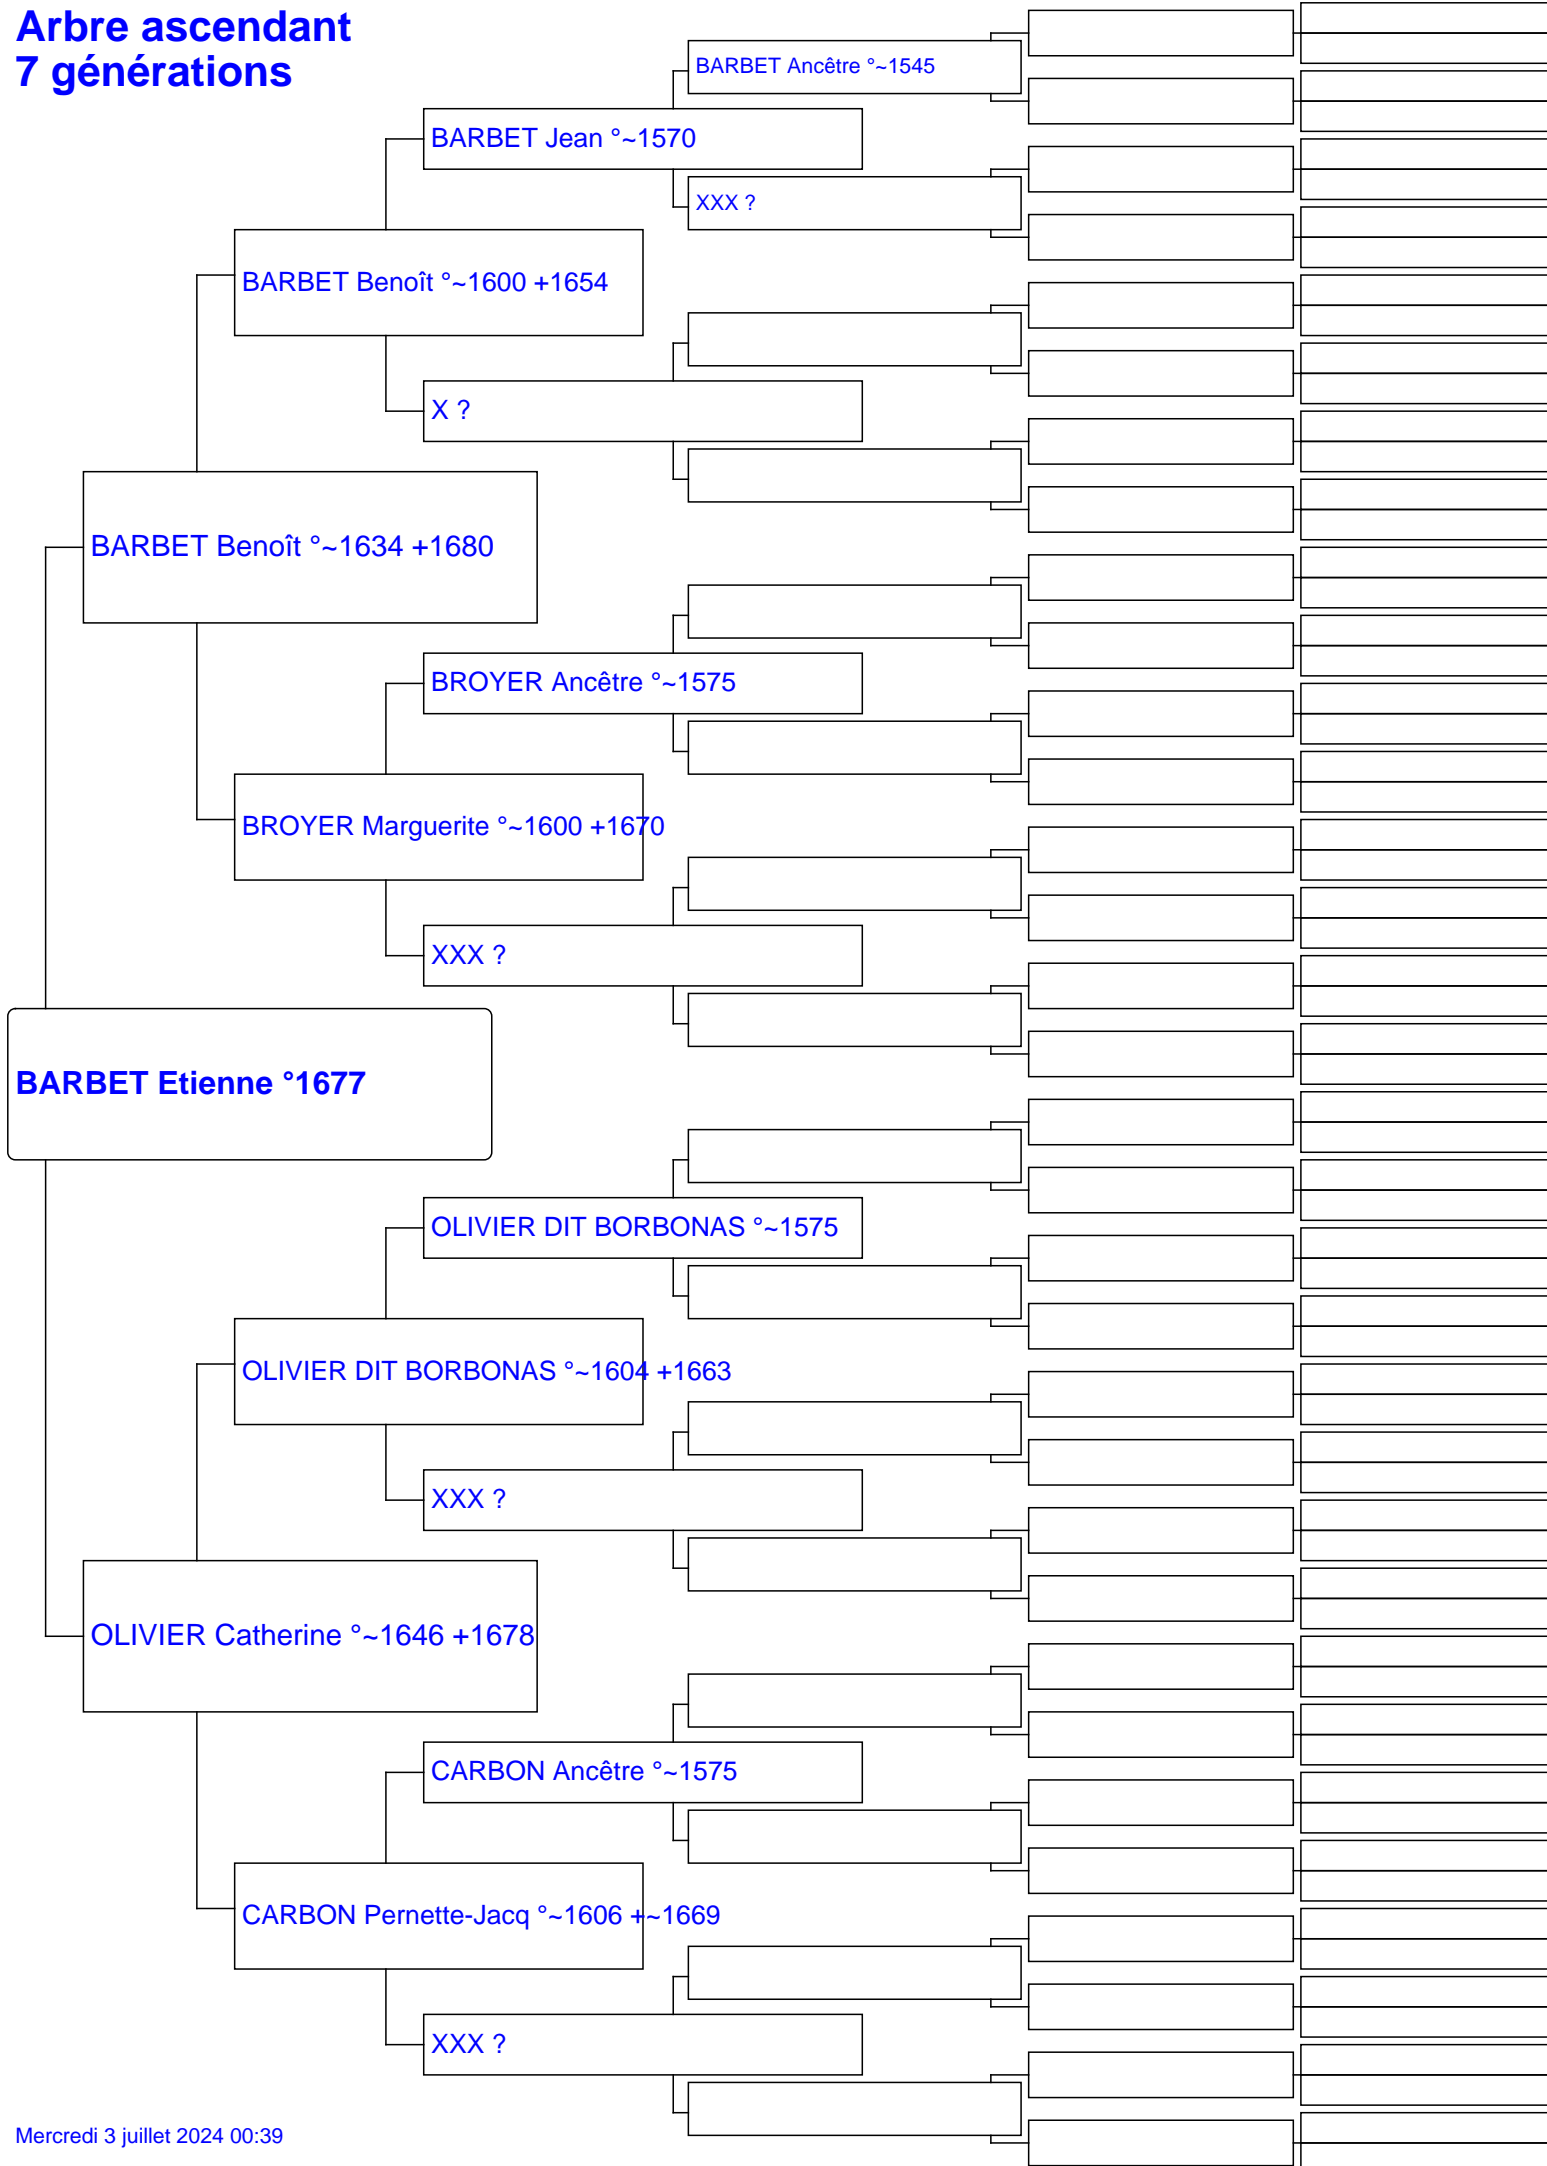 Arbre ascendant
7 générations
BARBET Ancêtre °~1545
BARBET Jean °~1570
XXX ?
BARBET Benoît °~1600 +1654
X ?
BARBET Benoît °~1634 +1680
BROYER Ancêtre °~1575
BROYER Marguerite °~1600 +1670
XXX ?
BARBET Etienne °1677
OLIVIER DIT BORBONAS °~1575
OLIVIER DIT BORBONAS °~1604 +1663
XXX ?
OLIVIER Catherine °~1646 +1678
CARBON Ancêtre °~1575
CARBON Pernette-Jacq °~1606 +~1669
XXX ?
Mercredi 3 juillet 2024 00:39